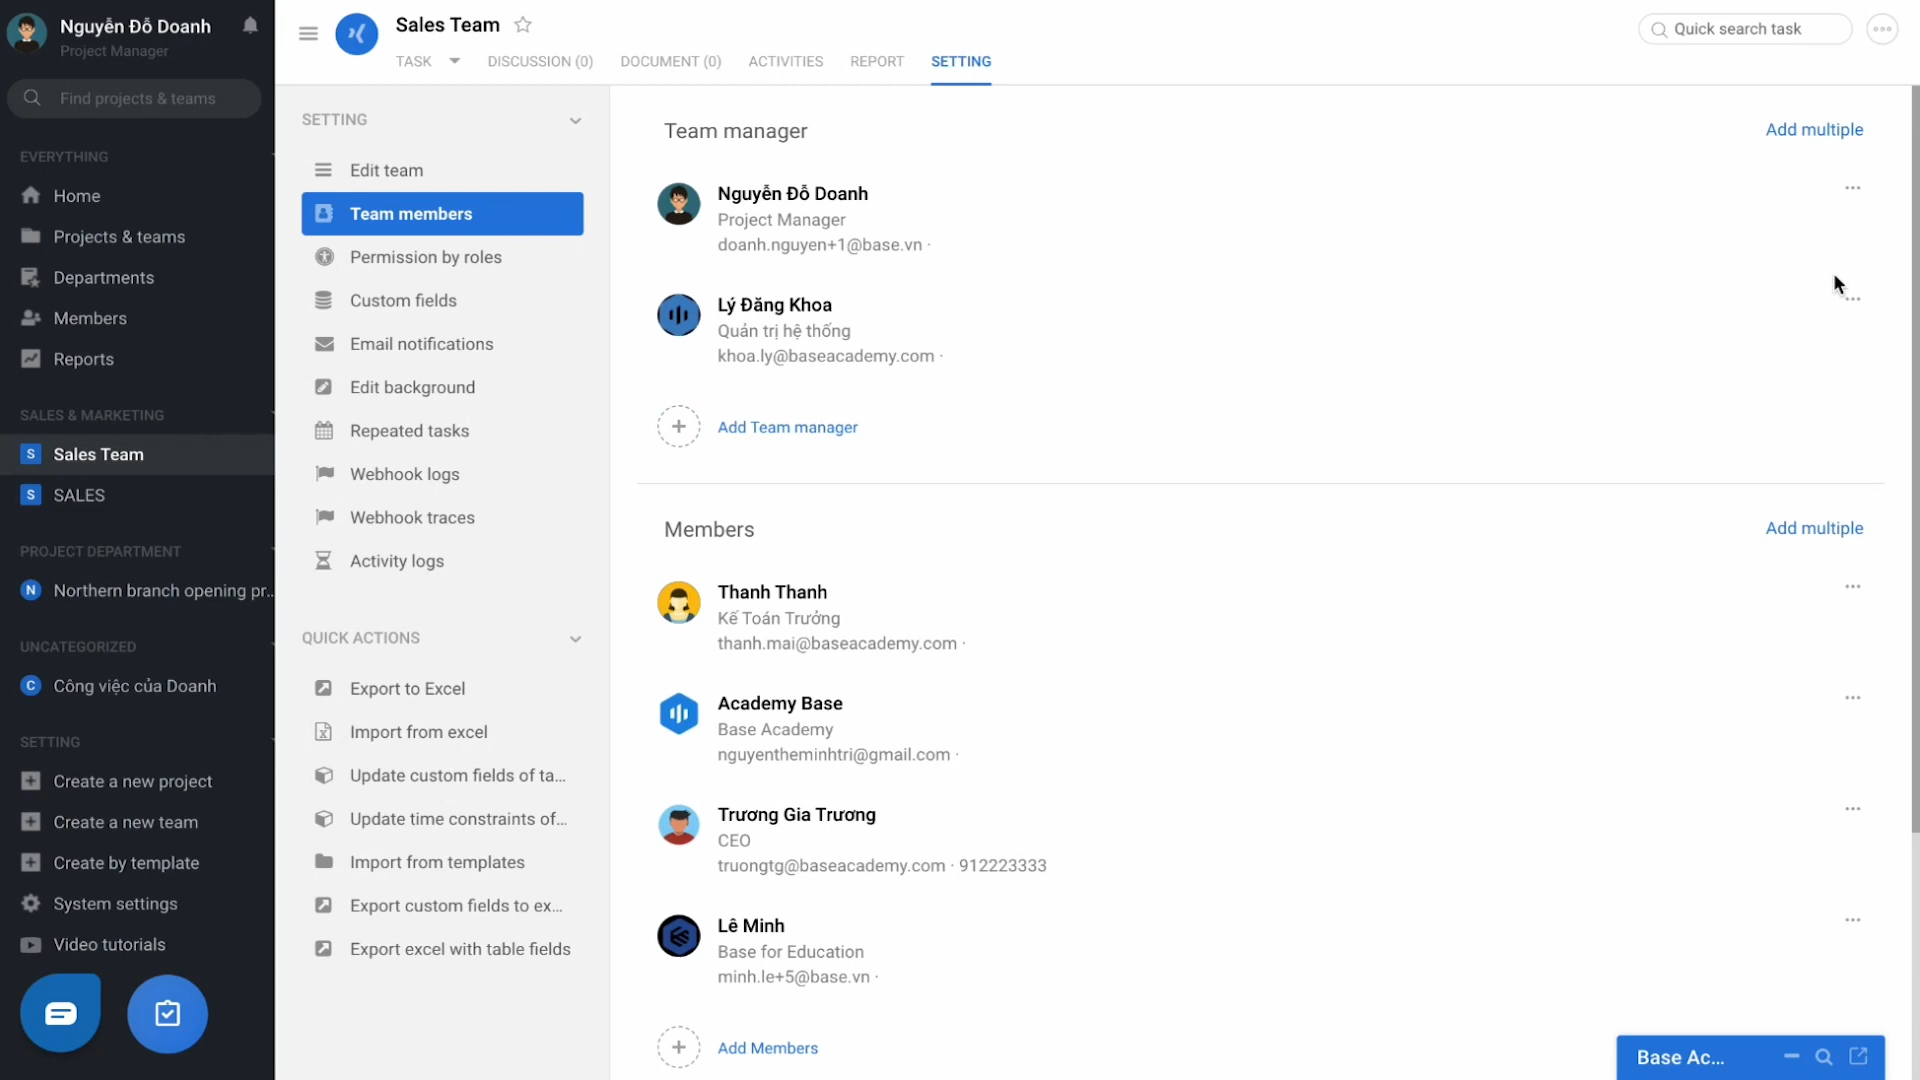 Nguyễn Đỗ Doanh
Project Manager
Find projects & teams
EVERYTHING
Home
Projects & teams
Departments
Members
Reports
SALES & MARKETING
S Sales Team
S SALES
PROJECT DEPARTMENT
N Northern branch opening pr...
UNCATEGORIZED
C Công việc của Doanh
SETTING
Create a new project
Create a new team
Create by template
System settings
Video tutorials
Sales Team
TASK
DISCUSSION (0)
DOCUMENT (0)
ACTIVITIES
REPORT
SETTING
Quick search task
SETTING
Edit team
Team members
Permission by roles
Custom fields
Email notifications
Edit background
Repeated tasks
Webhook logs
Webhook traces
Activity logs
QUICK ACTIONS
Export to Excel
Import from excel
Update custom fields of ta...
Update time constraints of...
Import from templates
Export custom fields to ex...
Export excel with table fields
Team manager
Add multiple
Nguyễn Đỗ Doanh
Project Manager
doanh.nguyen+1@base.vn ·
Lý Đăng Khoa
Quản trị hệ thống
khoa.ly@baseacademy.com ·
Add Team manager
Members
Add multiple
Thanh Thanh
Kế Toán Trưởng
thanh.mai@baseacademy.com ·
Academy Base
Base Academy
nguyentheminhtri@gmail.com ·
Trương Gia Trương
CEO
truongtg@baseacademy.com · 912223333
Lê Minh
Base for Education
minh.le+5@base.vn ·
Add Members
Base Ac...